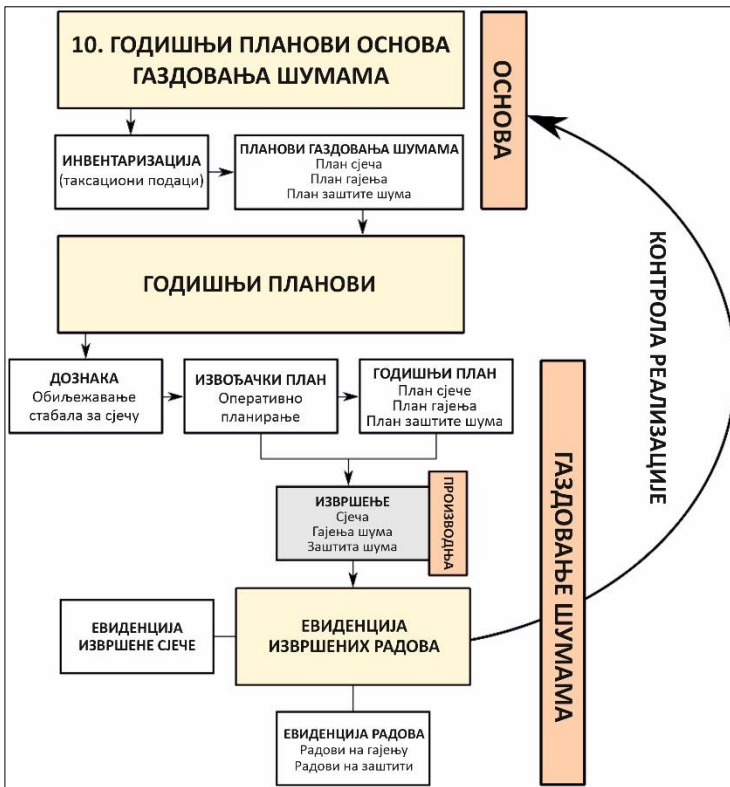 10. ГОДИШЊИ ПЛАНОВИ ОСНОВА
ГАЗДОВАЊА ШУМАМА
ОСНОВА
ИНВЕНТАРИЗАЦИЈА
(таксациони подаци)
ПЛАНОВИ ГАЗДОВАЊА ШУМАМА
План сјеча
План гајења
План заштите шума
ГОДИШЊИ ПЛАНОВИ
КОНТРОЛА РЕАЛИЗАЦИЈЕ
ДОЗНАКА
Обиљежавање
стабала за сјечу
ИЗВОЂАЧКИ ПЛАН
Оперативно
планирање
ГОДИШЊИ ПЛАН
План сјече
План гајења
План заштите шума
ГАЗДОВАЊЕ ШУМАМА
ИЗВРШЕЊЕ
Сјеча
Гајења шума
Заштита шума
ПРОИЗВОДЊА
ЕВИДЕНЦИЈА
ИЗВРШЕНЕ СЈЕЧЕ
ЕВИДЕНЦИЈА
ИЗВРШЕНИХ РАДОВА
ЕВИДЕНЦИЈА РАДОВА
Радови на гајењу
Радови на заштити